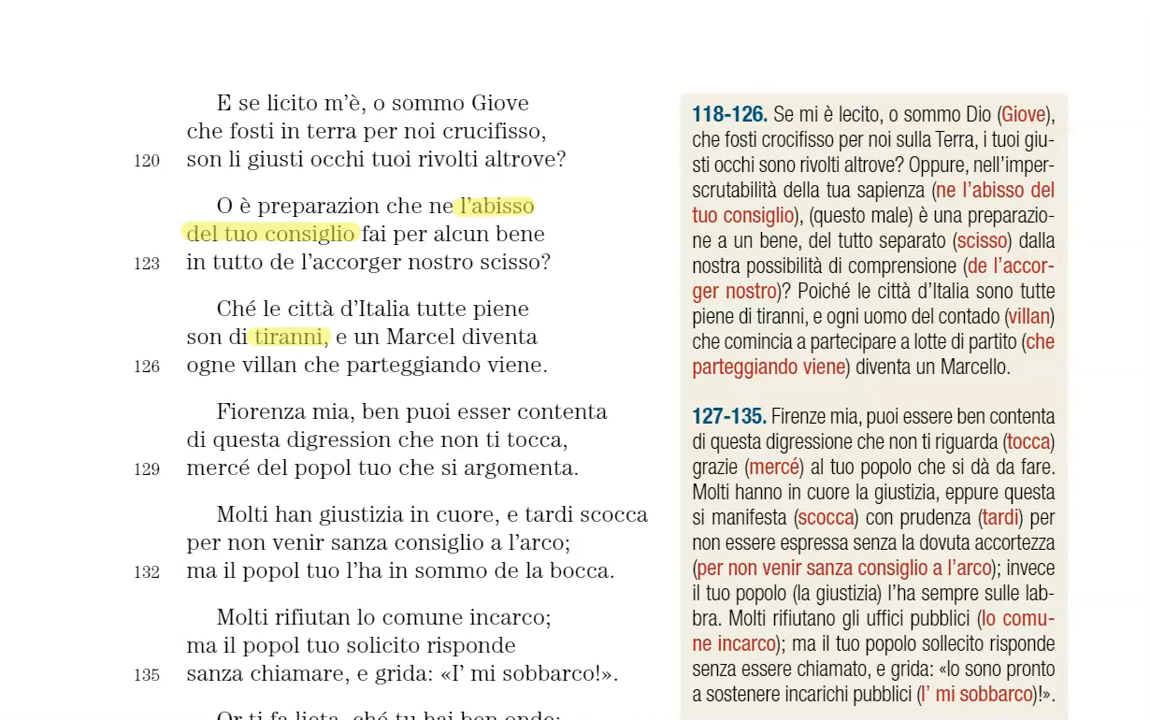 E se licito m'è, o sommo Giove
che fosti in terra per noi crucifisso,
120 son li giusti occhi tuoi rivolti altrove?
O è preparazion che ne l'abisso
del tuo consiglio fai per alcun bene
123 in tutto de l'accorger nostro scisso?
Ché le città d'Italia tutte piene
son di tiranni, e un Marcel diventa
126 ogne villan che parteggiando viene.
Fiorenza mia, ben puoi esser contenta
di questa digression che non ti tocca,
129 mercé del popol tuo che si argomenta.
Molti han giustizia in cuore, e tardi scocca
per non venir sanza consiglio a l'arco;
132 ma il popol tuo l'ha in sommo de la bocca.
Molti rifiutan lo comune incarco;
ma il popol tuo solicito risponde
135 sanza chiamare, e grida: «I' mi sobbarco!».
Or ti fa lieta, ché tu hai ben onde:
118-126. Se mi è lecito, o sommo Dio (Giove),
che fosti crocifisso per noi sulla Terra, i tuoi giu-
sti occhi sono rivolti altrove? Oppure, nell'imper-
scrutabilità della tua sapienza (ne l'abisso del
tuo consiglio), (questo male) è una preparazio-
ne a un bene, del tutto separato (scisso) dalla
nostra possibilità di comprensione (de l'accor-
ger nostro)? Poiché le città d'Italia sono tutte
piene di tiranni, e ogni uomo del contado (villan)
che comincia a partecipare a lotte di partito (che
parteggiando viene) diventa un Marcello.
127-135. Firenze mia, puoi essere ben contenta
di questa digressione che non ti riguarda (tocca)
grazie (mercé) al tuo popolo che si dà da fare.
Molti hanno in cuore la giustizia, eppure questa
si manifesta (scocca) con prudenza (tardi) per
non essere espressa senza la dovuta accortezza
(per non venir sanza consiglio a l'arco); invece
il tuo popolo (la giustizia) l'ha sempre sulle lab-
bra. Molti rifiutano gli uffici pubblici (lo comu-
ne incarco); ma il tuo popolo sollecito risponde
senza essere chiamato, e grida: «Io sono pronto
a sostenere incarichi pubblici (I' mi sobbarco)!».